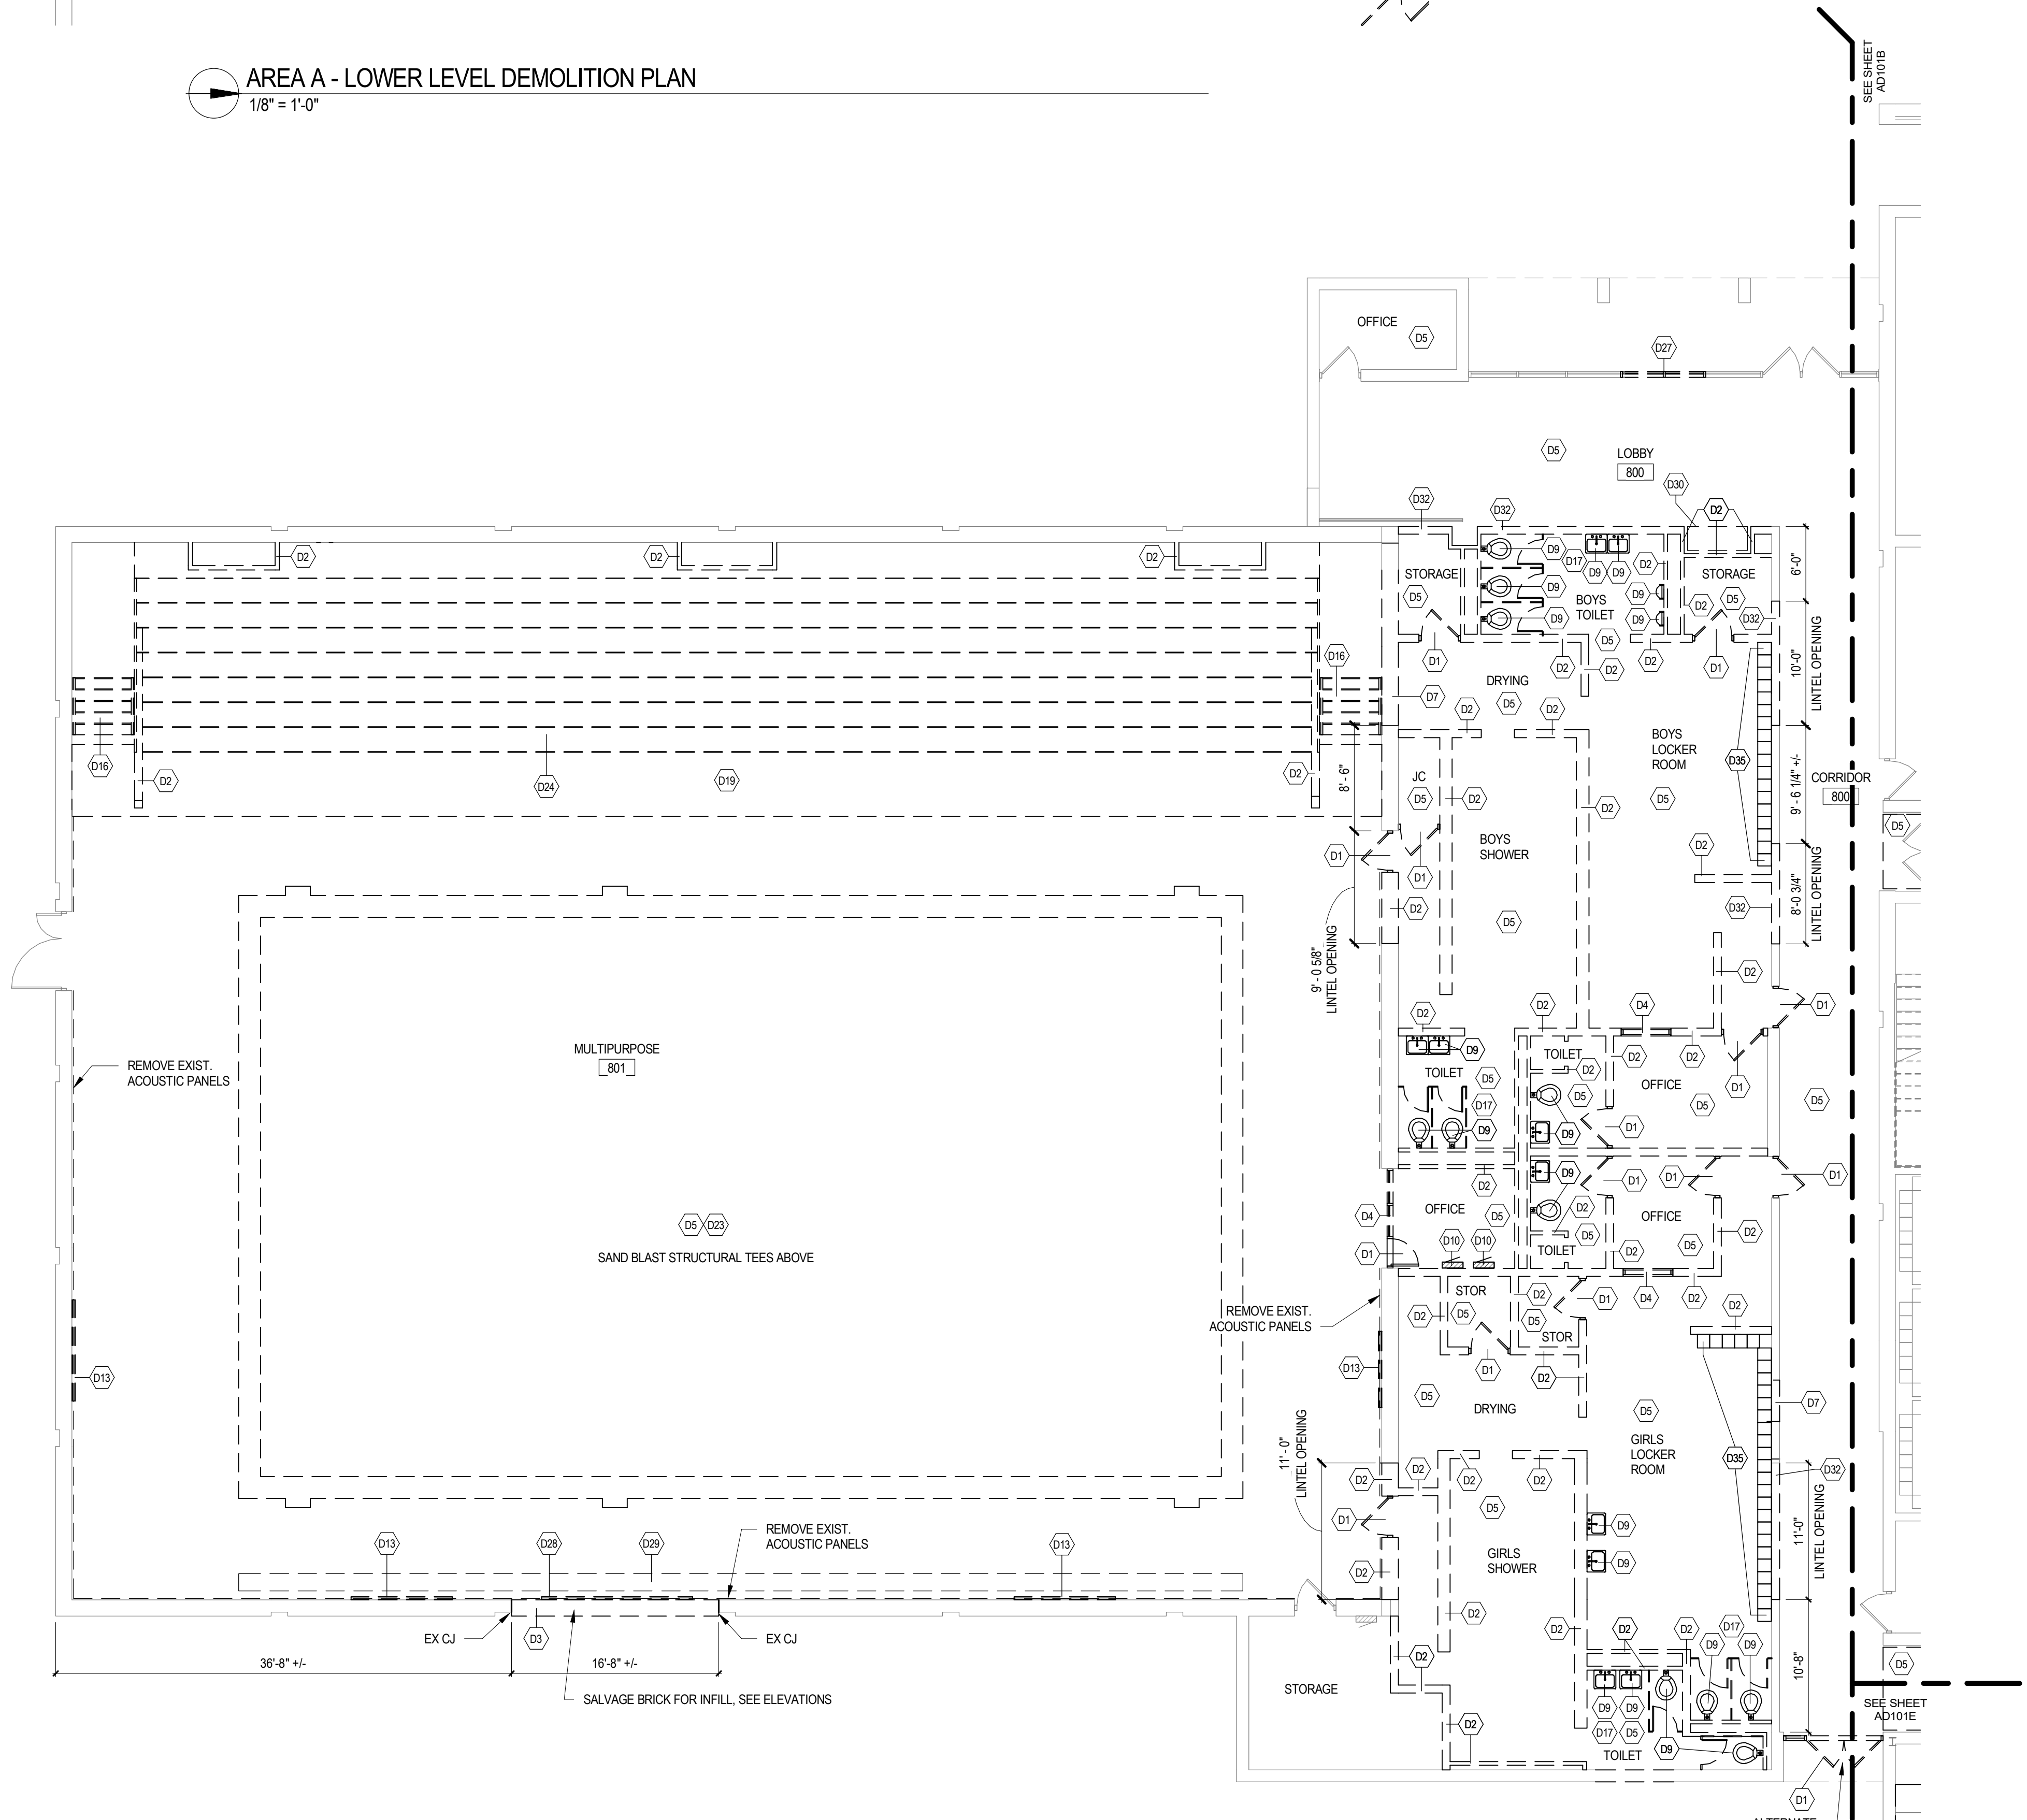 AREA A - LOWER LEVEL DEMOLITION PLAN
1/8" = 1'-0"
SEE SHEET
AD101B
OFFICE
D5
D27
D5
LOBBY
800
D30
D32
D32
D2
D2
D2
D2
D9
D17
D9
D9
D2
STORAGE
D5
D9
BOYS
TOILET
D9
D9
D9
D2
STORAGE
D5
D32
6'-0"
D5
D1
D2
D2
D2
D1
10'-0"
LINTEL OPENING
D16
D7
DRYING
D5
D2
D2
D16
D2
D24
D19
D2
8' - 6"
JC
D5
D2
D2
BOYS
LOCKER
ROOM
D5
D35
9' - 6 1/4" +/-
CORRIDOR
800
D5
D1
D1
BOYS
SHOWER
D2
D2
D5
D32
8'-0 3/4"
LINTEL OPENING
9' - 0 5/8"
LINTEL OPENING
D2
D1
D2
D2
D4
MULTIPURPOSE
801
REMOVE EXIST.
ACOUSTIC PANELS
D9
TOILET
D5
D17
D9
TOILET
D2
D5
D9
D2
D2
OFFICE
D5
D1
D1
D5
D2
D9
D1
D1
D1
D4
OFFICE
D5
D1
D10
D10
D2
D5
TOILET
D2
OFFICE
D5
D2
D5 D23
SAND BLAST STRUCTURAL TEES ABOVE
REMOVE EXIST.
ACOUSTIC PANELS
STOR
D5
D2
D2
D5
STOR
D1
D4
D2
D2
D13
D13
D1
D2
D5
DRYING
D5
GIRLS
LOCKER
ROOM
D7
D35
D32
11' - 0"
LINTEL OPENING
D2
D2
D2
D2
D5
D1
D9
D9
11'-0"
LINTEL OPENING
D13
D28
D29
REMOVE EXIST.
ACOUSTIC PANELS
D13
D2
GIRLS
SHOWER
D2
D2
D2
D2
D17
D9
D9
EX CJ
D3
EX CJ
36'-8" +/-
16'-8" +/-
SALVAGE BRICK FOR INFILL, SEE ELEVATIONS
STORAGE
D2
D2
D9
D9
D17
D5
TOILET
D9
10'-8"
D5
SEE SHEET
AD101E
D1